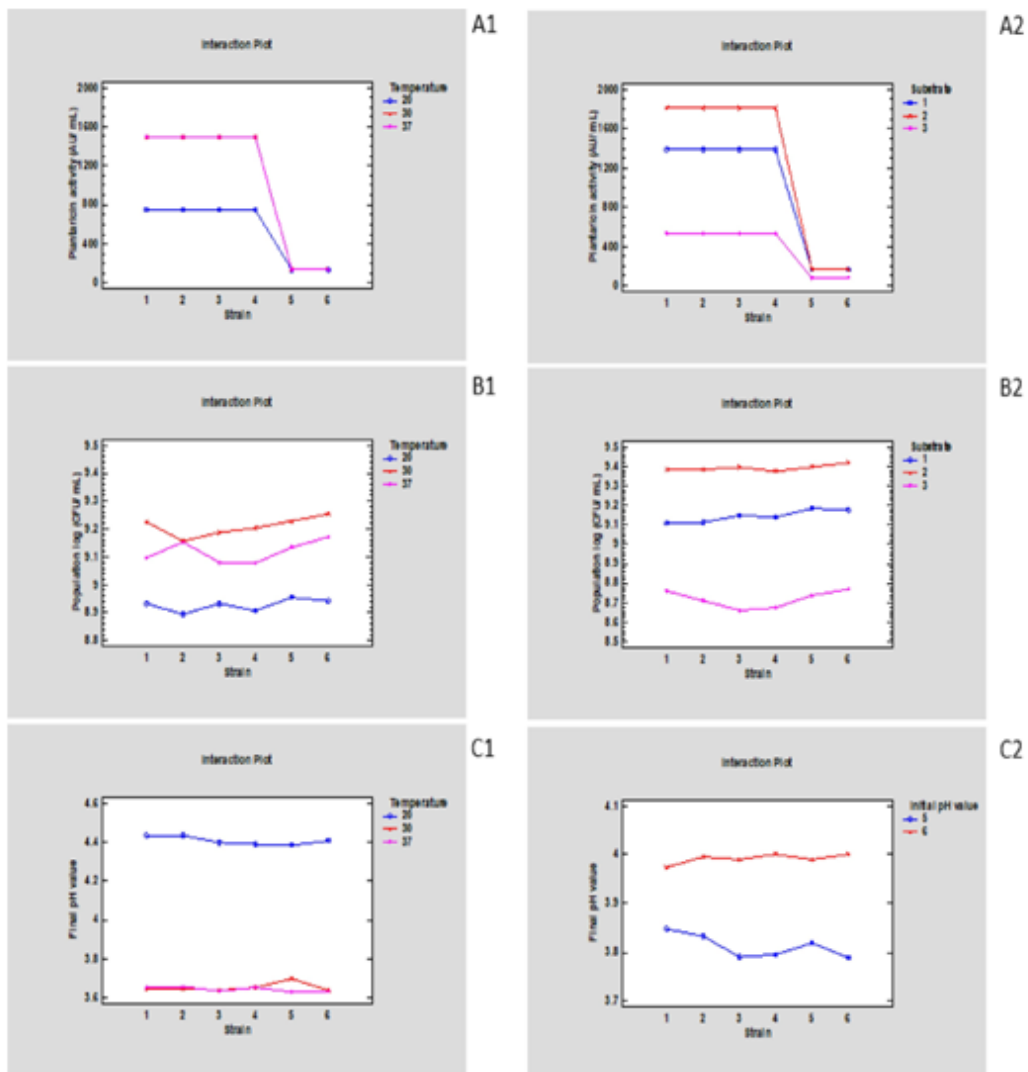 A1
Interaction Plot
Temperature
30
37
Plantaricin activity (AU/ mL)
2000
1600
1200
800
400
0
1 2 3 4 5 6
Strain
A2
Interaction Plot
Substrate
1
2
3
Plantaricin activity (AU/ mL)
2000
1600
1200
800
400
0
1 2 3 4 5 6
Strain
B1
Interaction Plot
Temperature
30
37
Population log (CFU/ mL)
9.5
9.4
9.3
9.2
9.1
9
8.9
8.8
1 2 3 4 5 6
Strain
B2
Interaction Plot
Substrate
1
2
3
Population log (CFU/ mL)
9.5
9.4
9.3
9.2
9.1
9
8.9
8.8
8.7
8.6
8.5
1 2 3 4 5 6
Strain
C1
Interaction Plot
Temperature
30
37
Final pH value
4.6
4.4
4.2
4
3.8
3.6
1 2 3 4 5 6
Strain
C2
Interaction Plot
Initial pH value
5
6
Final pH value
4.1
4
3.9
3.8
3.7
1 2 3 4 5 6
Strain